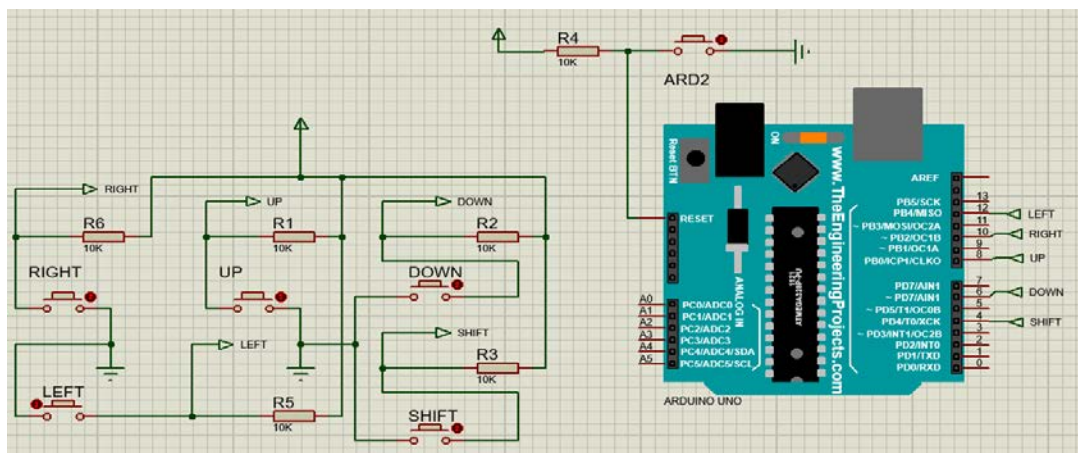 R4
10K
ARD2
RIGHT
UP
DOWN
R6
10K
R1
10K
R2
10K
RIGHT
UP
DOWN
LEFT
SHIFT
R3
10K
LEFT
R5
10K
SHIFT
Reset BTN
ON
www.TheEngineeringProjects.com
RESET
ANALOG IN
A0 PC0/ADC0
A1 PC1/ADC1
A2 PC2/ADC2
A3 PC3/ADC3
A4 PC4/ADC4/SDA
A5 PC5/ADC5/SCL
AREF
PB5/SCK 13
PB4/MISO 12 LEFT
~ PB3/MOSI/OC2A 11
~ PB2/OC1B 10 RIGHT
~ PB1/OC1A 9
PB0/ICP1/CLKO 8 UP
PD7/AIN1 7
~ PD7/AIN1 6 DOWN
~ PD5/T1/OC0B 5
PD4/T0/XCK 4 SHIFT
~ PD3/INT1/OC2B 3
PD2/INT0 2
PD1/TXD 1
PD0/RXD 0
ARDUINO UNO